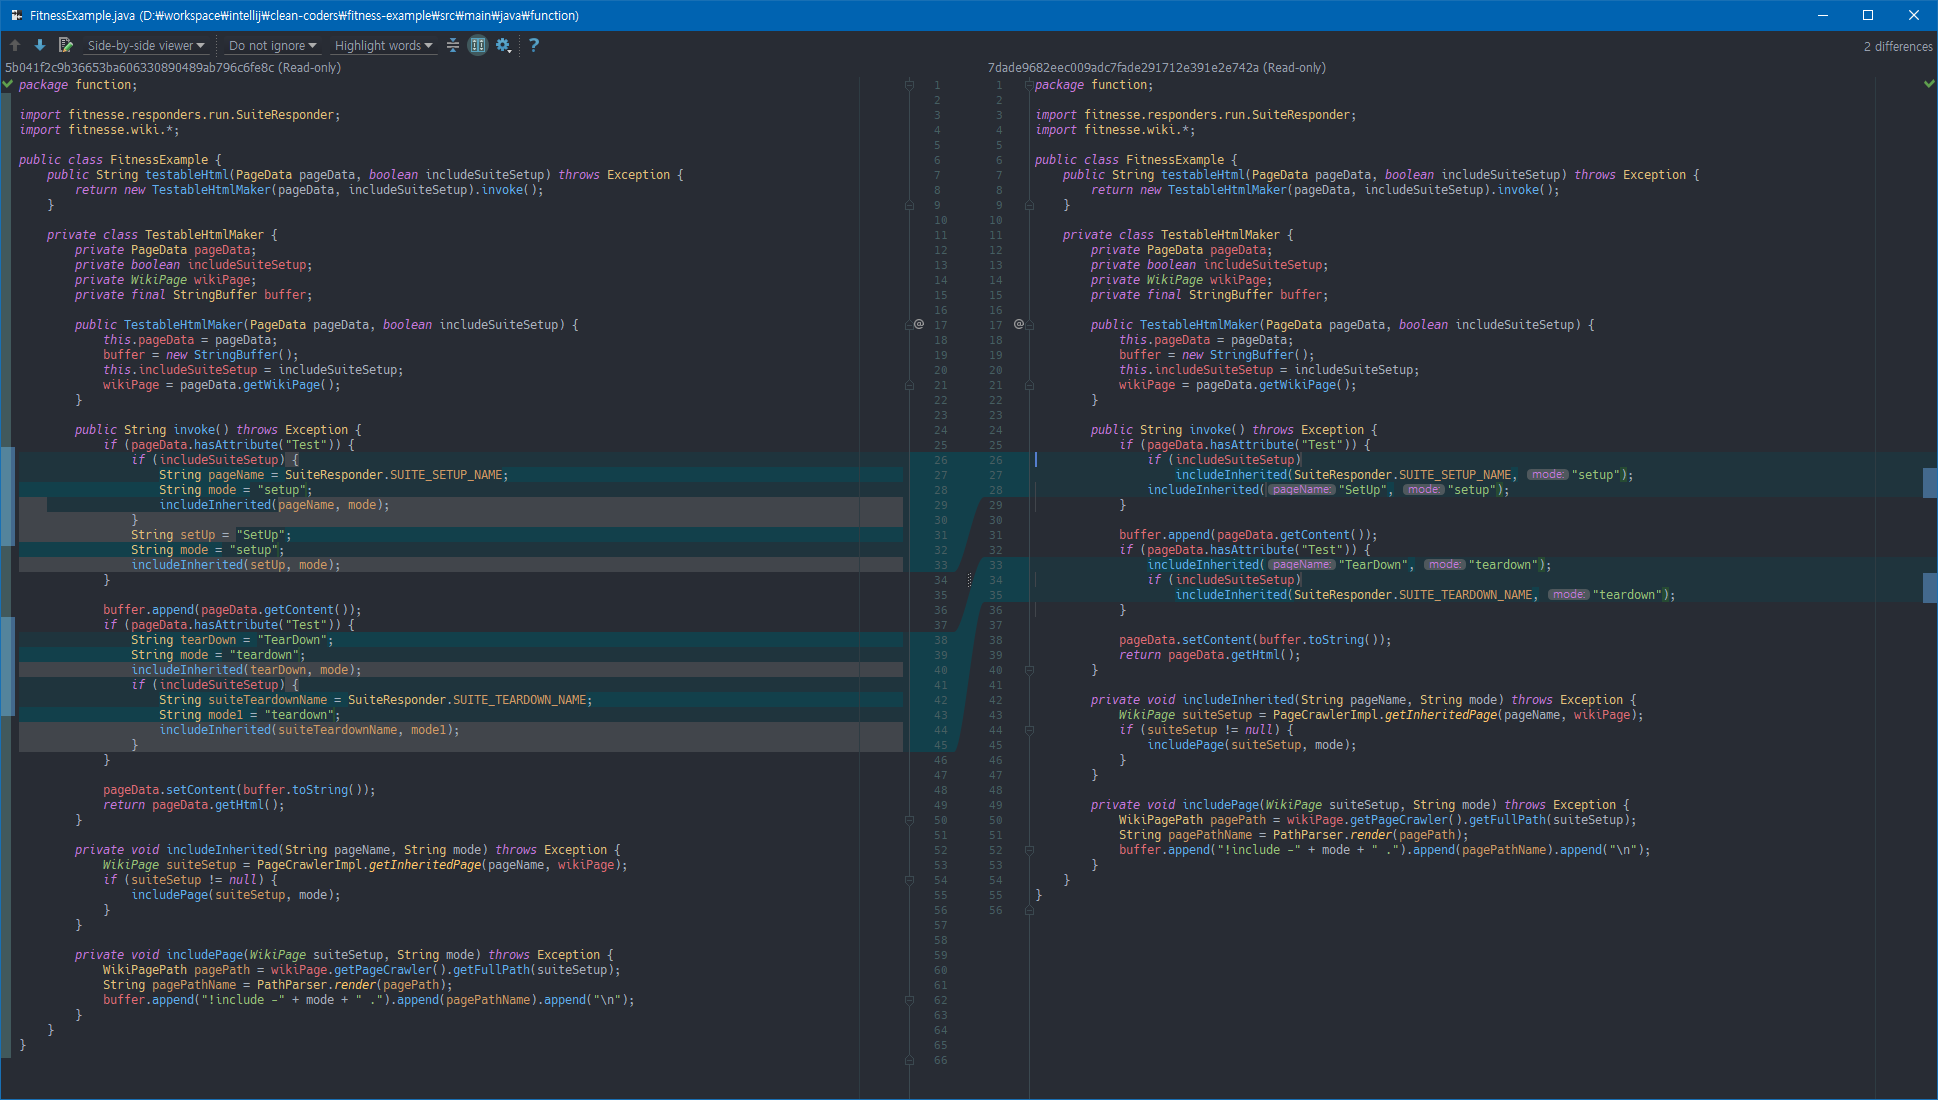 FitnessExample.java (D:₩workspace₩intellij₩clean-coders₩fitness-example₩src₩main₩java₩function)
Side-by-side viewer Do not ignore Highlight words ? 2 differences
5b041f2c9b36653ba606330890489ab796c6fe8c (Read-only)
package function;
import fitnesse.responders.run.SuiteResponder;
import fitnesse.wiki.*;
public class FitnessExample {
public String testableHtml(PageData pageData, boolean includeSuiteSetup) throws Exception {
return new TestableHtmlMaker(pageData, includeSuiteSetup).invoke();
}
private class TestableHtmlMaker {
private PageData pageData;
private boolean includeSuiteSetup;
private WikiPage wikiPage;
private final StringBuffer buffer;
public TestableHtmlMaker(PageData pageData, boolean includeSuiteSetup) {
this.pageData = pageData;
buffer = new StringBuffer();
this.includeSuiteSetup = includeSuiteSetup;
wikiPage = pageData.getWikiPage();
}
public String invoke() throws Exception {
if (pageData.hasAttribute("Test")) {
if (includeSuiteSetup) {
String pageName = SuiteResponder.SUITE_SETUP_NAME;
String mode = "setup";
includeInherited(pageName, mode);
}
String setUp = "SetUp";
String mode = "setup";
includeInherited(setUp, mode);
}
buffer.append(pageData.getContent());
if (pageData.hasAttribute("Test")) {
String tearDown = "TearDown";
String mode = "teardown";
includeInherited(tearDown, mode);
if (includeSuiteSetup) {
String suiteTeardownName = SuiteResponder.SUITE_TEARDOWN_NAME;
String mode1 = "teardown";
includeInherited(suiteTeardownName, mode1);
}
}
pageData.setContent(buffer.toString());
return pageData.getHtml();
}
private void includeInherited(String pageName, String mode) throws Exception {
WikiPage suiteSetup = PageCrawlerImpl.getInheritedPage(pageName, wikiPage);
if (suiteSetup != null) {
includePage(suiteSetup, mode);
}
}
private void includePage(WikiPage suiteSetup, String mode) throws Exception {
WikiPagePath pagePath = wikiPage.getPageCrawler().getFullPath(suiteSetup);
String pagePathName = PathParser.render(pagePath);
buffer.append("!include -" + mode + " .").append(pagePathName).append("\n");
}
}
}
1
2
3
4
5
6
7
8
9
10
11
12
13
14
15
16
@ 17
18
19
20
21
22
23
24
25
26
27
28
29
30
31
32
33
34
35
36
37
38
39
40
41
42
43
44
45
46
47
48
49
50
51
52
53
54
55
56
57
58
59
60
61
62
63
64
65
66
7dade9682eec009adc7fade291712e391e2e742a (Read-only)
1 package function;
2
3 import fitnesse.responders.run.SuiteResponder;
4 import fitnesse.wiki.*;
5
6 public class FitnessExample {
7 public String testableHtml(PageData pageData, boolean includeSuiteSetup) throws Exception {
8 return new TestableHtmlMaker(pageData, includeSuiteSetup).invoke();
9 }
10
11 private class TestableHtmlMaker {
12 private PageData pageData;
13 private boolean includeSuiteSetup;
14 private WikiPage wikiPage;
15 private final StringBuffer buffer;
16
17 @ public TestableHtmlMaker(PageData pageData, boolean includeSuiteSetup) {
18 this.pageData = pageData;
19 buffer = new StringBuffer();
20 this.includeSuiteSetup = includeSuiteSetup;
21 wikiPage = pageData.getWikiPage();
22 }
23
24 public String invoke() throws Exception {
25 if (pageData.hasAttribute("Test")) {
26 if (includeSuiteSetup)
27 includeInherited(SuiteResponder.SUITE_SETUP_NAME, mode: "setup");
28 includeInherited( pageName: "SetUp", mode: "setup");
29 }
30
31 buffer.append(pageData.getContent());
32 if (pageData.hasAttribute("Test")) {
33 includeInherited( pageName: "TearDown", mode: "teardown");
34 if (includeSuiteSetup)
35 includeInherited(SuiteResponder.SUITE_TEARDOWN_NAME, mode: "teardown");
36 }
37
38 pageData.setContent(buffer.toString());
39 return pageData.getHtml();
40 }
41
42 private void includeInherited(String pageName, String mode) throws Exception {
43 WikiPage suiteSetup = PageCrawlerImpl.getInheritedPage(pageName, wikiPage);
44 if (suiteSetup != null) {
45 includePage(suiteSetup, mode);
46 }
47 }
48
49 private void includePage(WikiPage suiteSetup, String mode) throws Exception {
50 WikiPagePath pagePath = wikiPage.getPageCrawler().getFullPath(suiteSetup);
51 String pagePathName = PathParser.render(pagePath);
52 buffer.append("!include -" + mode + " .").append(pagePathName).append("\n");
53 }
54 }
55 }
56